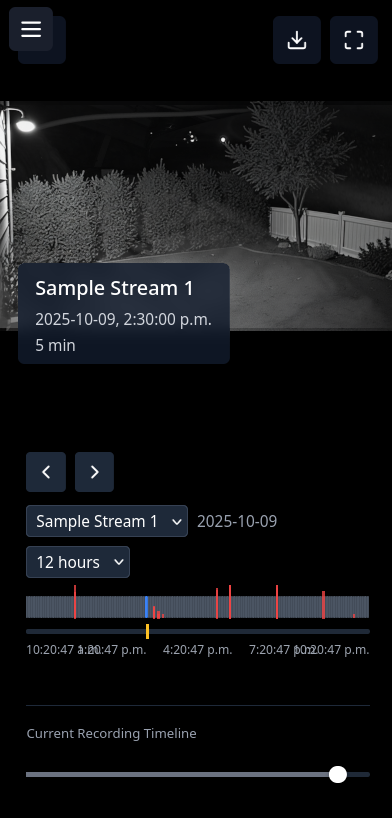 Sample Stream 1
2025-10-09, 2:30:00 p.m.
5 min
Sample Stream 1 2025-10-09
12 hours
10:20:47 a.m. 1:20:47 p.m. 4:20:47 p.m. 7:20:47 p.m. 10:20:47 p.m.
Current Recording Timeline